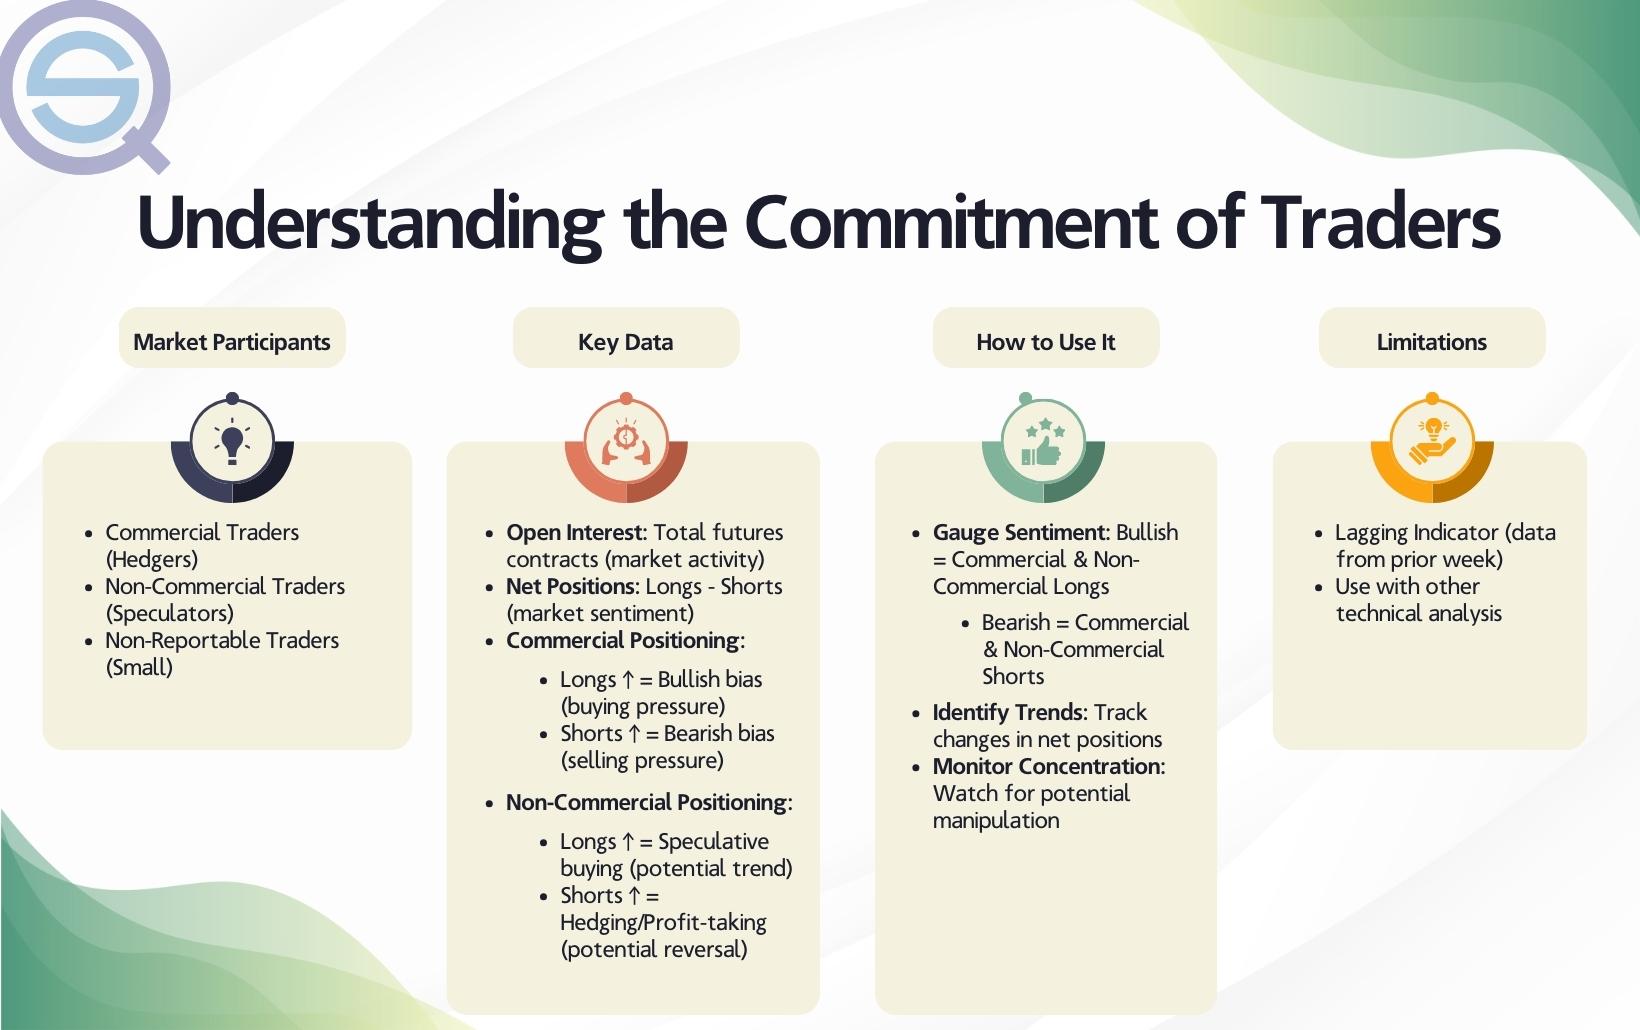 Understanding the Commitment of Traders
Market Participants
• Commercial Traders
(Hedgers)
• Non-Commercial Traders
(Speculators)
• Non-Reportable Traders
(Small)
Key Data
• Open Interest: Total futures
contracts (market activity)
• Net Positions: Longs - Shorts
(market sentiment)
• Commercial Positioning:
• Longs ↑ = Bullish bias
(buying pressure)
• Shorts ↑ = Bearish bias
(selling pressure)
• Non-Commercial Positioning:
• Longs ↑ = Speculative
buying (potential trend)
• Shorts ↑ =
Hedging/Profit-taking
(potential reversal)
How to Use It
• Gauge Sentiment: Bullish
= Commercial & Non-
Commercial Longs
• Bearish = Commercial
& Non-Commercial
Shorts
• Identify Trends: Track
changes in net positions
• Monitor Concentration:
Watch for potential
manipulation
Limitations
• Lagging Indicator (data
from prior week)
• Use with other
technical analysis